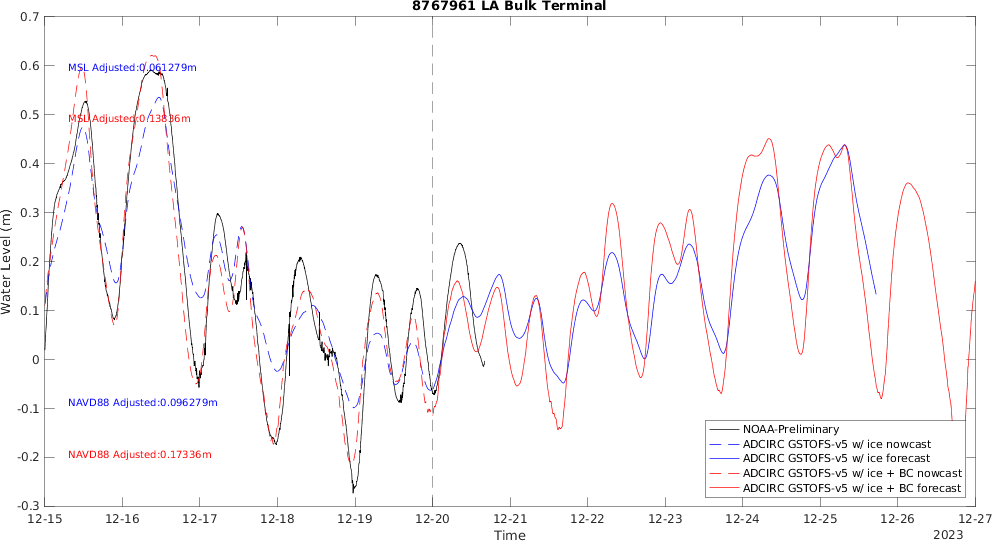 8767961 LA Bulk Terminal
Water Level (m)
0.7
0.6
0.5
0.4
0.3
0.2
0.1
0
-0.1
-0.2
-0.3
MSL Adjusted:0.061279m
MSL Adjusted:0.13836m
NAVD88 Adjusted:0.096279m
NAVD88 Adjusted:0.17336m
NOAA-Preliminary
ADCIRC GSTOFS-v5 w/ ice nowcast
ADCIRC GSTOFS-v5 w/ ice forecast
ADCIRC GSTOFS-v5 w/ ice + BC nowcast
ADCIRC GSTOFS-v5 w/ ice + BC forecast
12-15 12-16 12-17 12-18 12-19 12-20 12-21 12-22 12-23 12-24 12-25 12-26 12-27
Time
2023